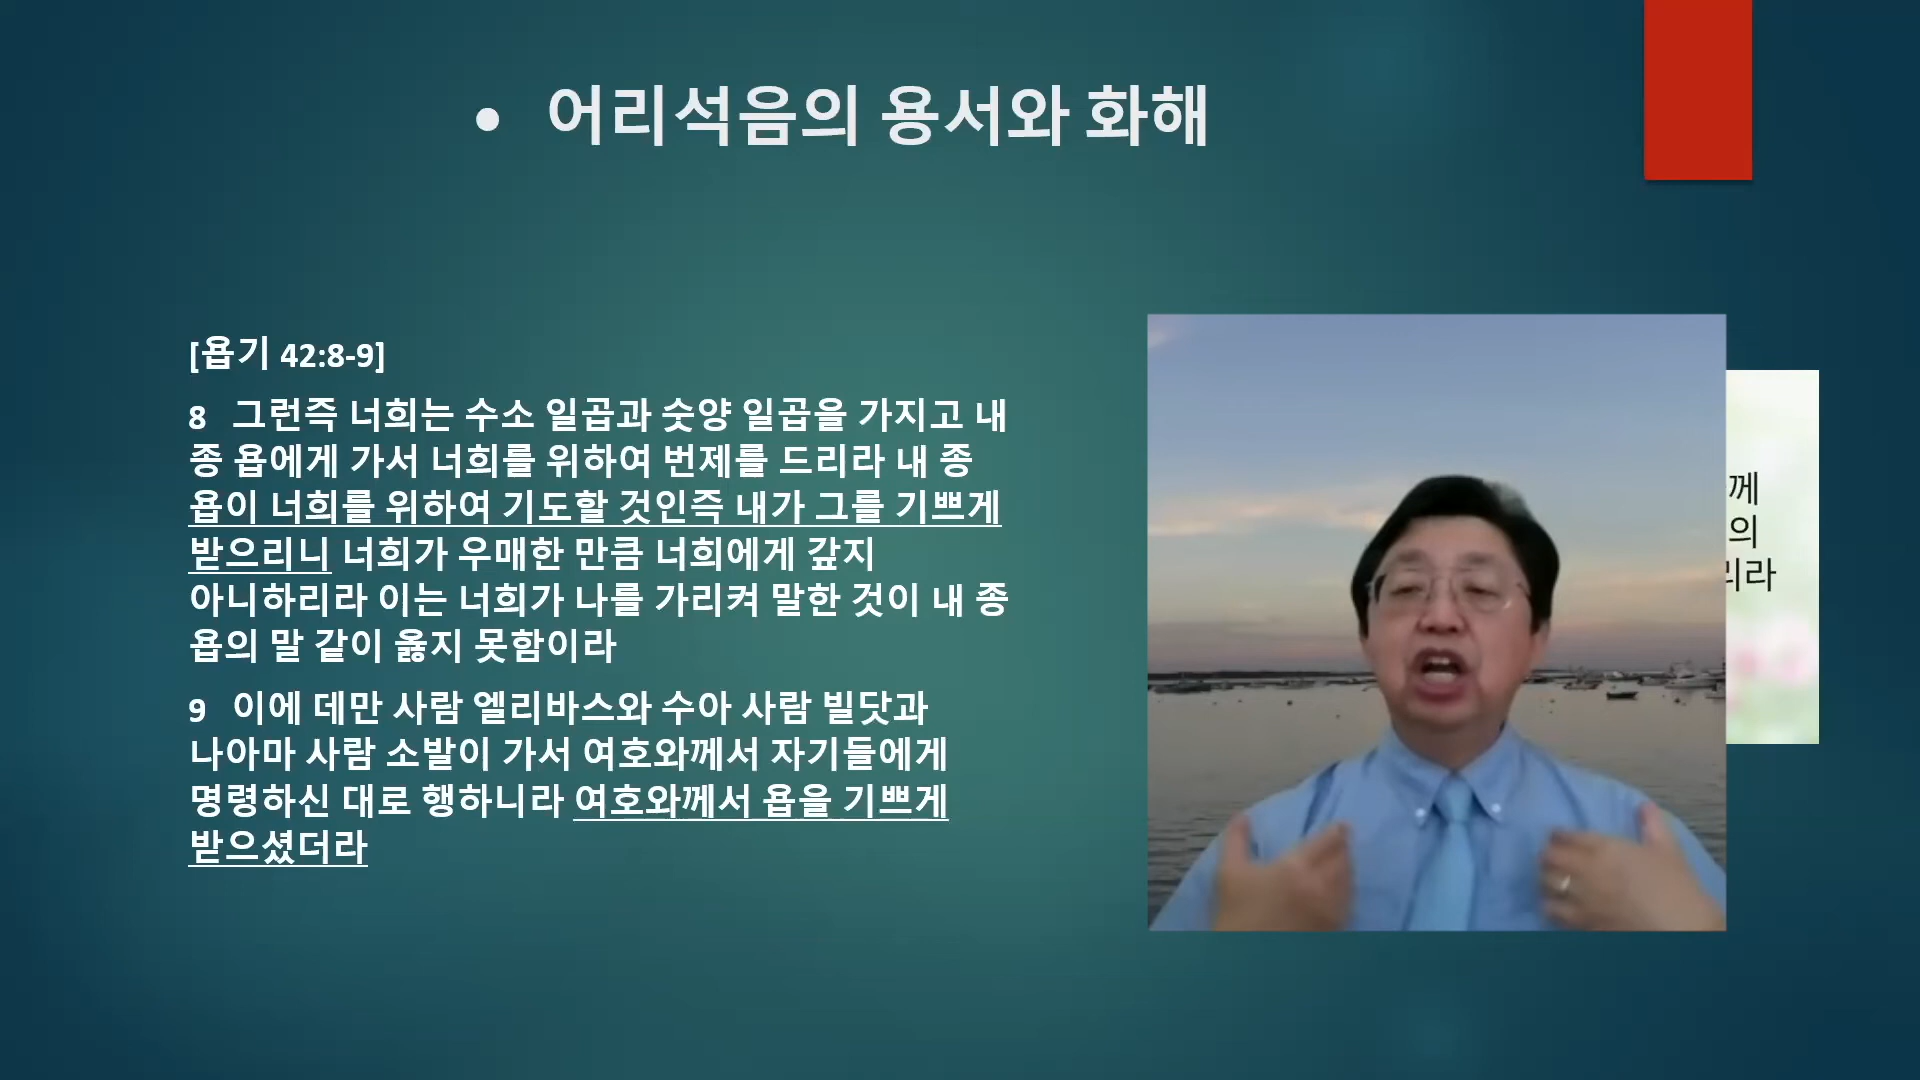 • 어리석음의 용서와 화해
[욥기 42:8-9]
8 그런즉 너희는 수소 일곱과 숫양 일곱을 가지고 내
종 욥에게 가서 너희를 위하여 번제를 드리라 내 종
욥이 너희를 위하여 기도할 것인즉 내가 그를 기쁘게
받으리니 너희가 우매한 만큼 너희에게 갚지
아니하리라 이는 너희가 나를 가리켜 말한 것이 내 종
욥의 말 같이 옳지 못함이라
9 이에 데만 사람 엘리바스와 수아 사람 빌닷과
나아마 사람 소발이 가서 여호와께서 자기들에게
명령하신 대로 행하니라 여호와께서 욥을 기쁘게
받으셨더라
께
의
리라